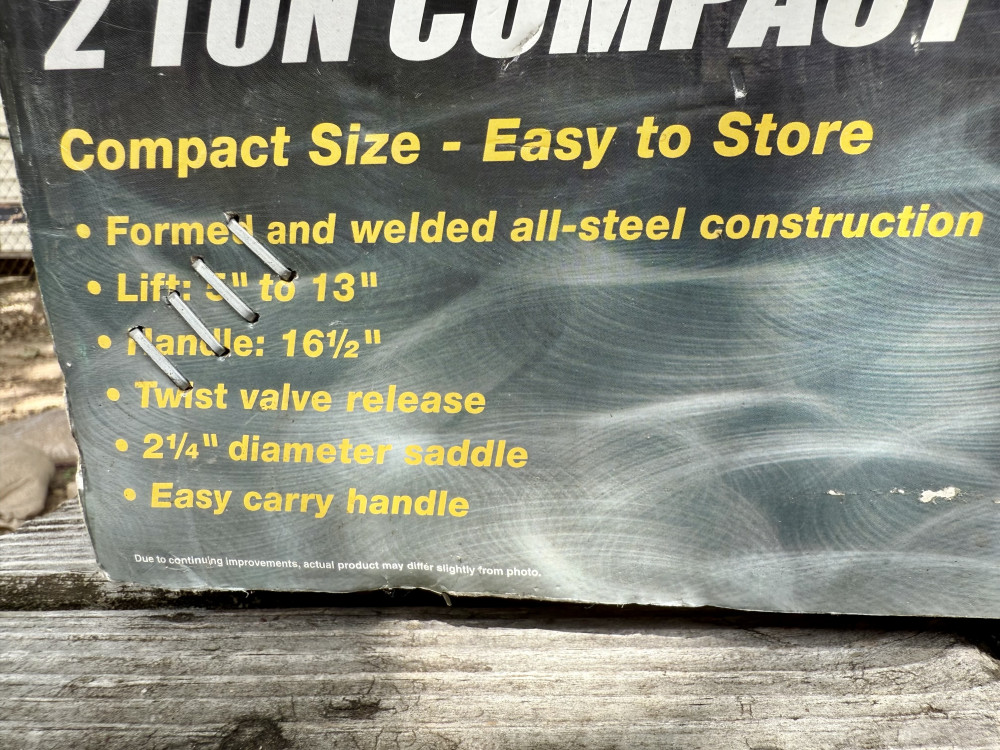 2 TON COMPACT
Compact Size - Easy to Store
• Formed and welded all-steel construction
• Lift: 5" to 13"
• Handle: 16½"
• Twist valve release
• 2¼" diameter saddle
• Easy carry handle
Due to continuing improvements, actual product may differ slightly from photo.